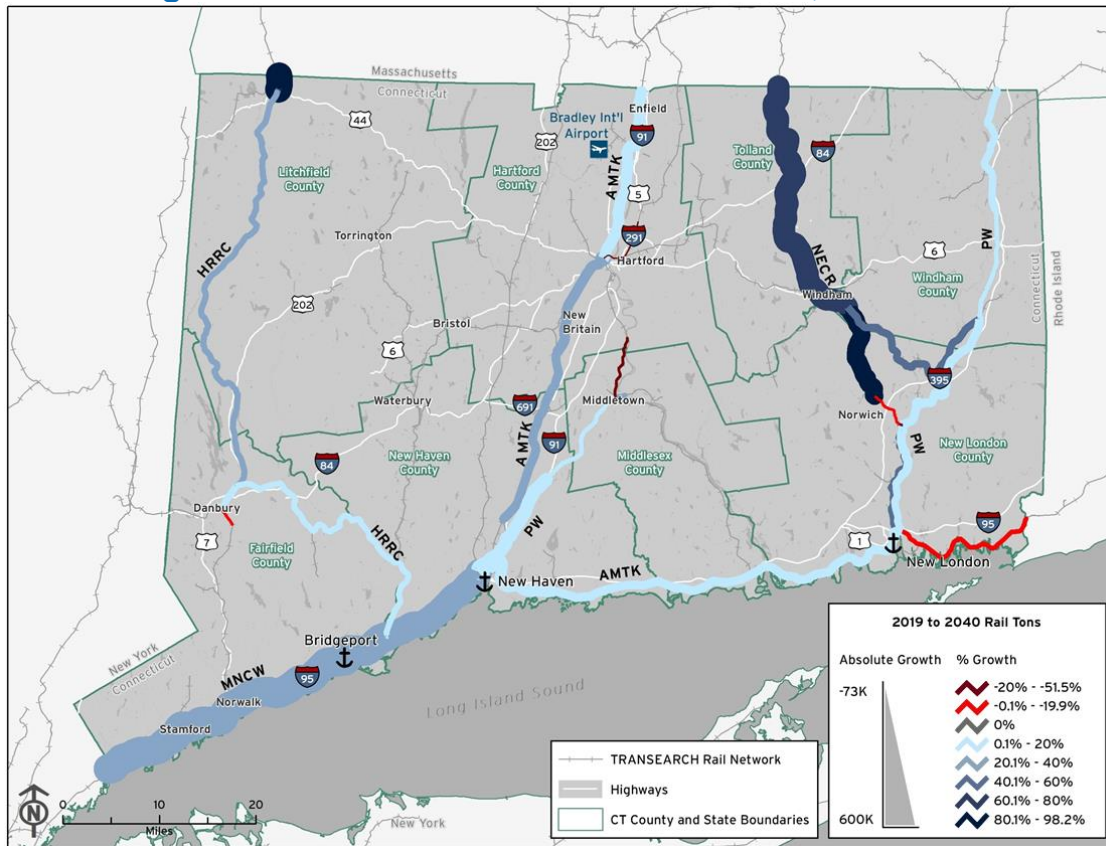 Massachusetts
Connecticut
Enfield
44
Bradley Int'l
Airport
202
91
AMTK
Tolland
County
84
PW
Litchfield
County
Hartford
County
5
HRRC
Torrington
291
Hartford
NECR
6
Windham
County
Windham
Connecticut
Rhode Island
202
Bristol
New
Britain
6
395
Waterbury
691
Middletown
Norwich
AMTK
91
New Haven
County
Middlesex
County
PW
New London
County
84
Danbury
HRRC
PW
95
7
1
Fairfield
County
AMTK
New London
New Haven
Bridgeport
New York
Connecticut
MNCW
95
Norwalk
Stamford
Long Island Sound
N
0 10 20
Miles
New York
TRANSEARCH Rail Network
Highways
CT County and State Boundaries
2019 to 2040 Rail Tons
Absolute Growth
-73K
600K
% Growth
-20% - -51.5%
-0.1% - -19.9%
0%
0.1% - 20%
20.1% - 40%
40.1% - 60%
60.1% - 80%
80.1% - 98.2%